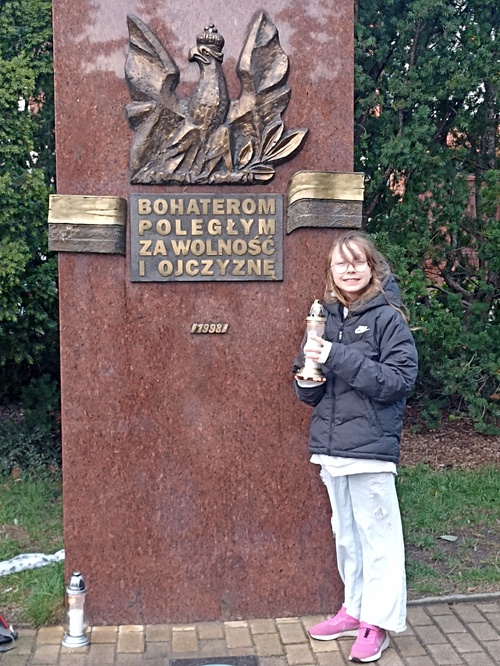 BOHATEROM
POLEGŁYM
ZA WOLNOŚĆ
I OJCZYZNĘ
/1998/